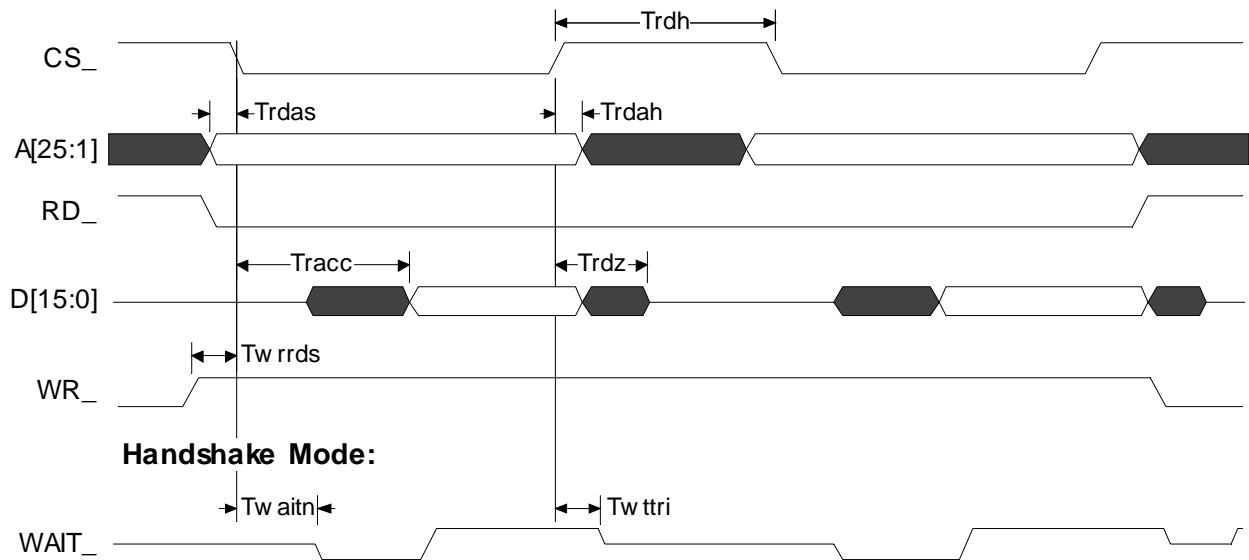 Trdh
CS_
Trdas
Trdah
A[25:1]
RD_
Tracc
Trdz
D[15:0]
Tw rrds
WR_
Handshake Mode:
Tw aitn
Tw ttri
WAIT_